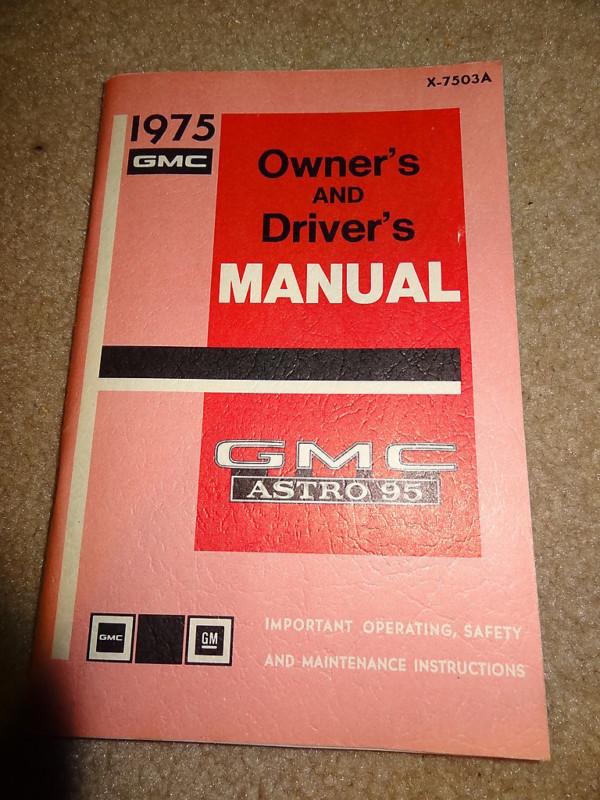 X-7503A
1975
GMC
Owner's
AND
Driver's
MANUAL
GMC
ASTRO 95
GMC
GM
IMPORTANT OPERATING, SAFETY
AND MAINTENANCE INSTRUCTIONS